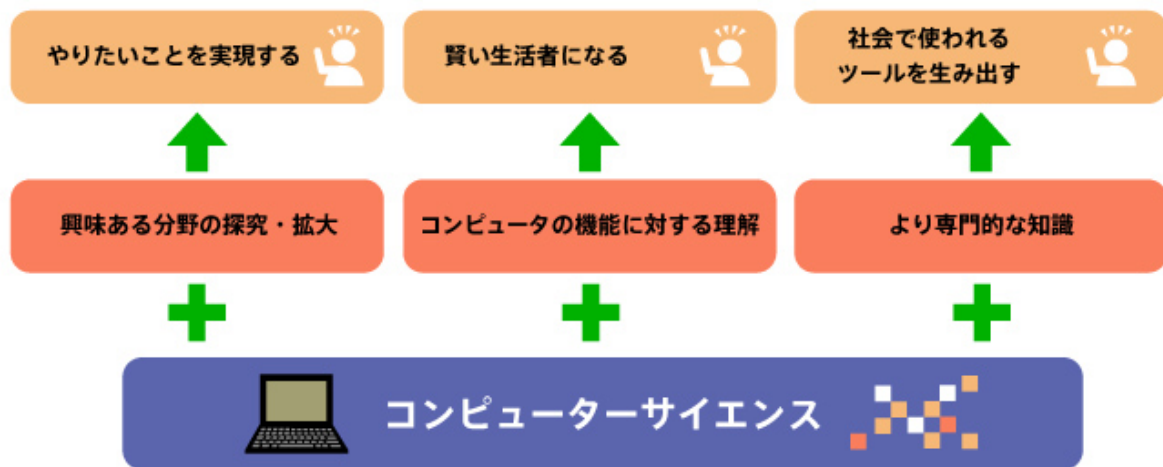 やりたいことを実現する
賢い生活者になる
社会で使われる
ツールを生み出す
興味ある分野の探究・拡大
コンピュータの機能に対する理解
より専門的な知識
コンピューターサイエンス